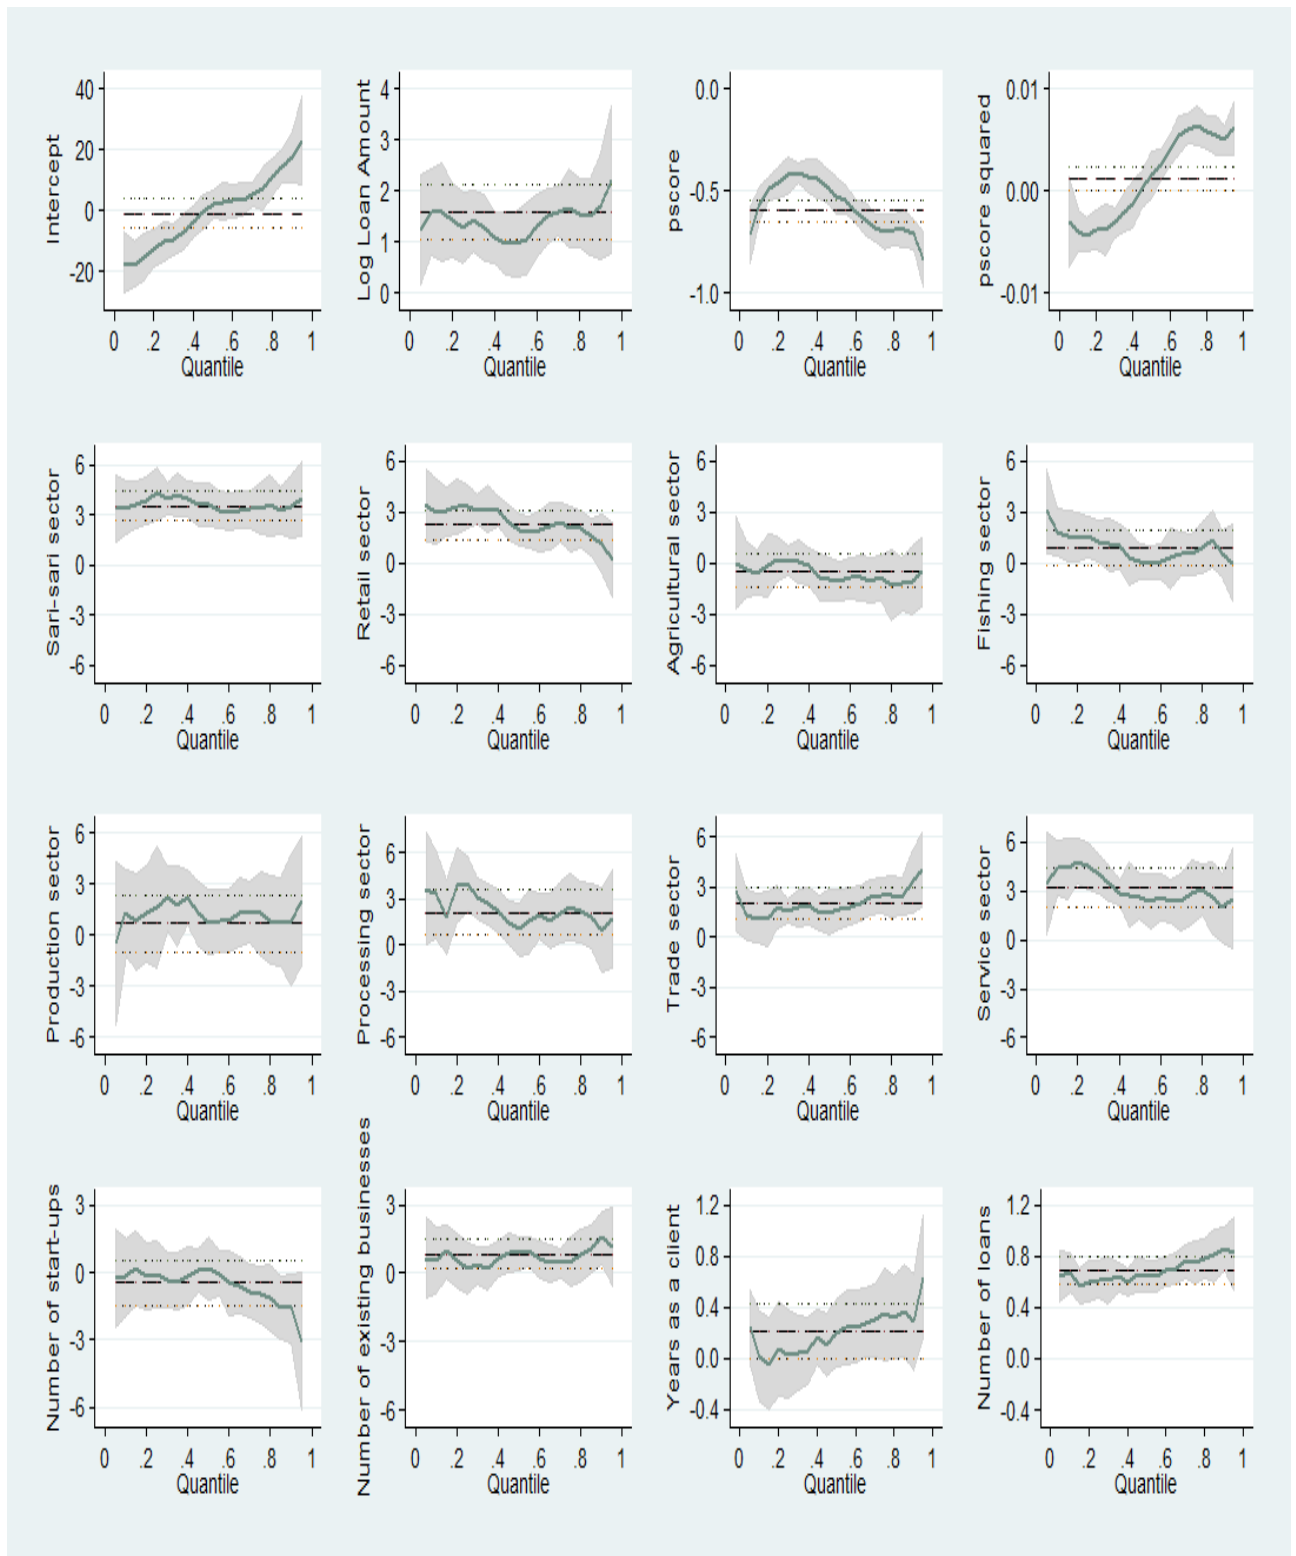 Intercept
40
20
0
-20
0 .2 .4 .6 .8 1
Quantile
Log Loan Amount
4
3
2
1
0
0 .2 .4 .6 .8 1
Quantile
pscore
0.0
-0.5
-1.0
0 .2 .4 .6 .8 1
Quantile
pscore squared
0.01
0.00
-0.01
0 .2 .4 .6 .8 1
Quantile
Sari-sari sector
6
3
0
-3
-6
0 .2 .4 .6 .8 1
Quantile
Retail sector
6
3
0
-3
-6
0 .2 .4 .6 .8 1
Quantile
Agricultural sector
6
3
0
-3
-6
0 .2 .4 .6 .8 1
Quantile
Fishing sector
6
3
0
-3
-6
0 .2 .4 .6 .8 1
Quantile
Production sector
6
3
0
-3
-6
0 .2 .4 .6 .8 1
Quantile
Processing sector
6
3
0
-3
-6
0 .2 .4 .6 .8 1
Quantile
Trade sector
6
3
0
-3
-6
0 .2 .4 .6 .8 1
Quantile
Service sector
6
3
0
-3
-6
0 .2 .4 .6 .8 1
Quantile
Number of start-ups
3
0
-3
-6
0 .2 .4 .6 .8 1
Quantile
Number of existing businesses
3
0
-3
-6
0 .2 .4 .6 .8 1
Quantile
Years as a client
1.2
0.8
0.4
0.0
-0.4
0 .2 .4 .6 .8 1
Quantile
Number of loans
1.2
0.8
0.4
0.0
-0.4
0 .2 .4 .6 .8 1
Quantile